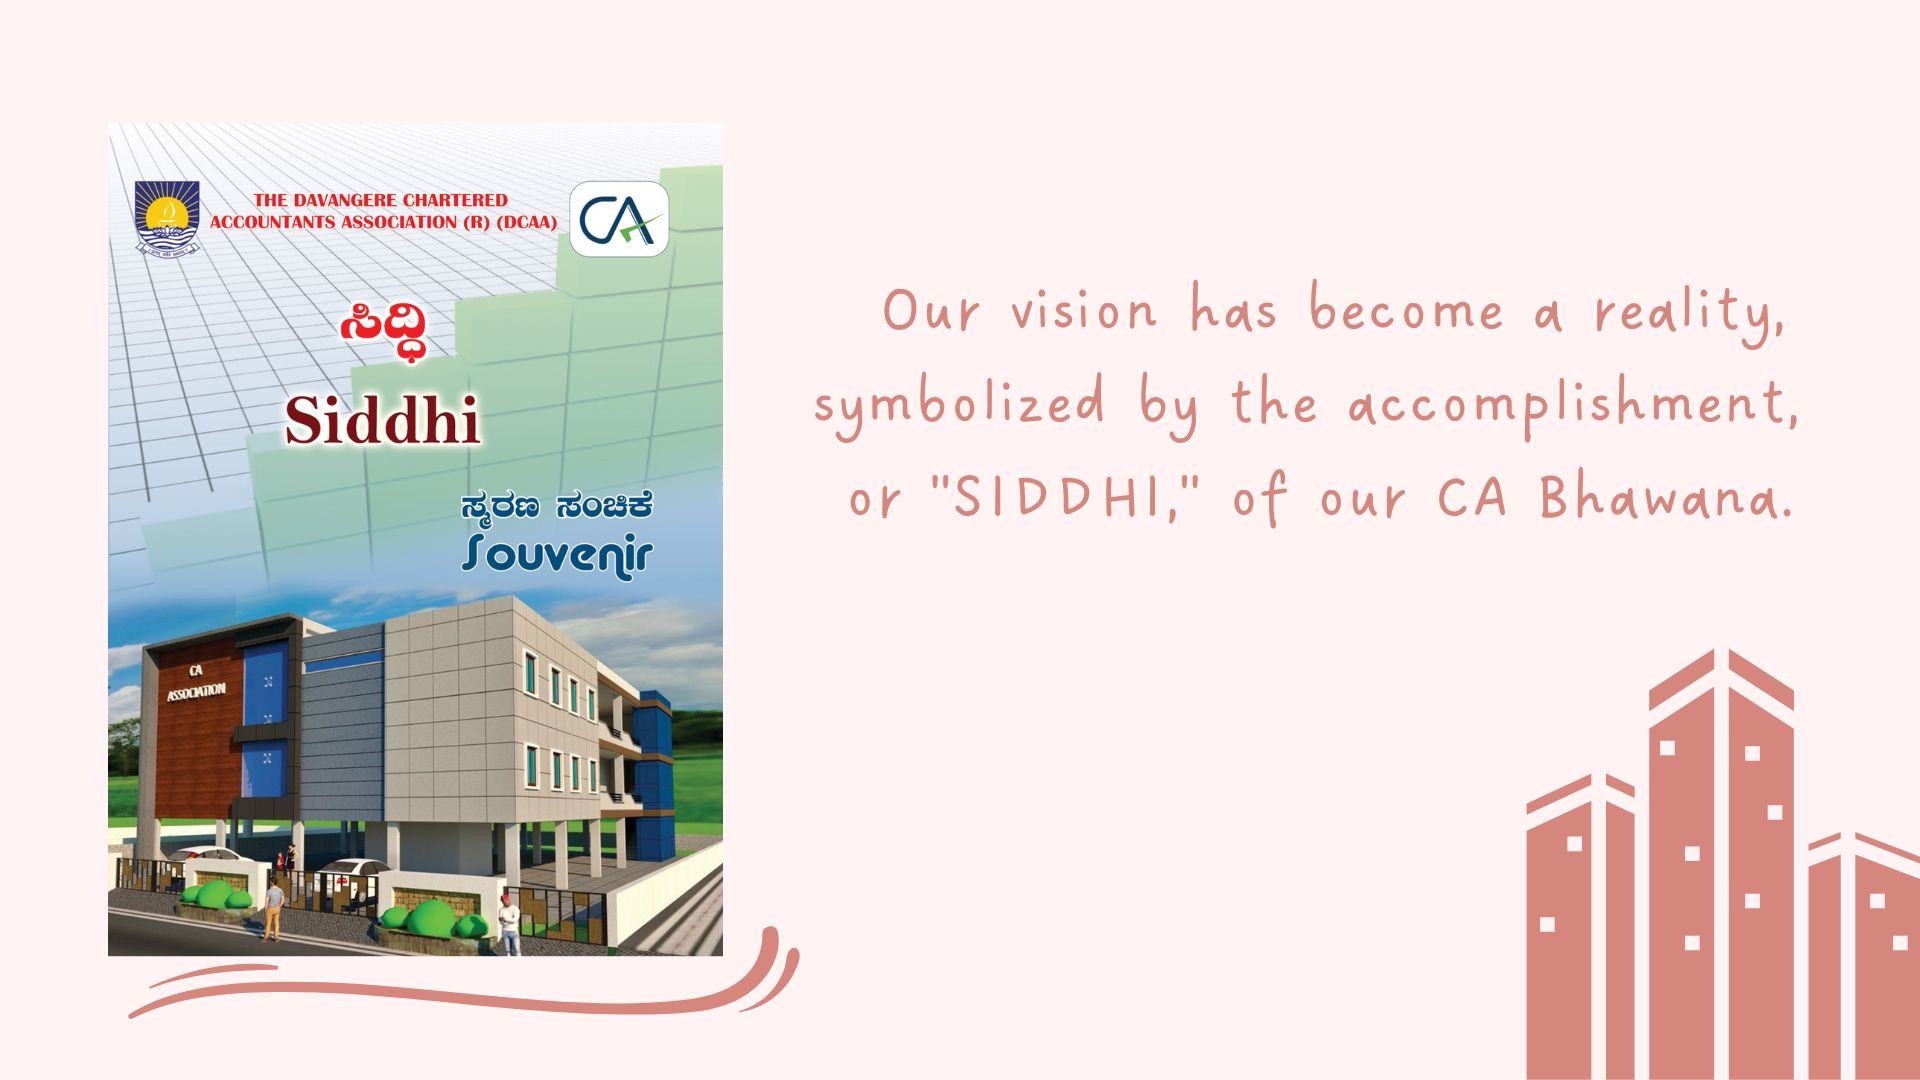 THE DAVANGERE CHARTERED
ACCOUNTANTS ASSOCIATION (R) (DCAA)
CA
ಸಿದ್ಧಿ
Siddhi
ಸ್ಮರಣ ಸಂಚಿಕೆ
Souvenir
CA
ASSOCIATION
Our vision has become a reality,
symbolized by the accomplishment,
or "SIDDHI," of our CA Bhawana.